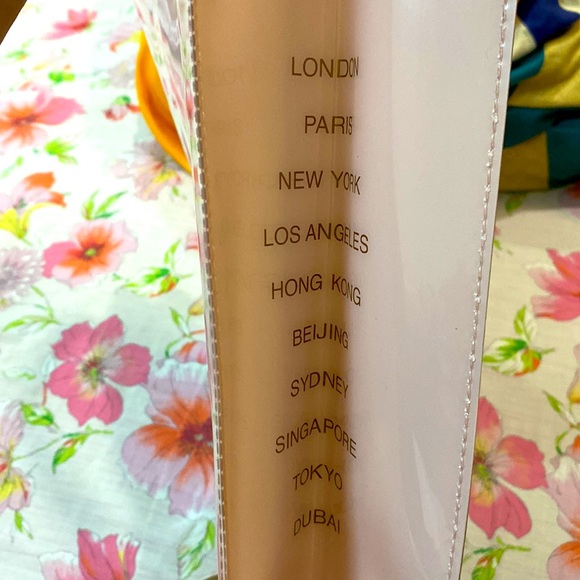 LONDON
PARIS
NEW YORK
LOS ANGELES
HONG KONG
BEIJING
SYDNEY
SINGAPORE
TOKYO
DUBAI